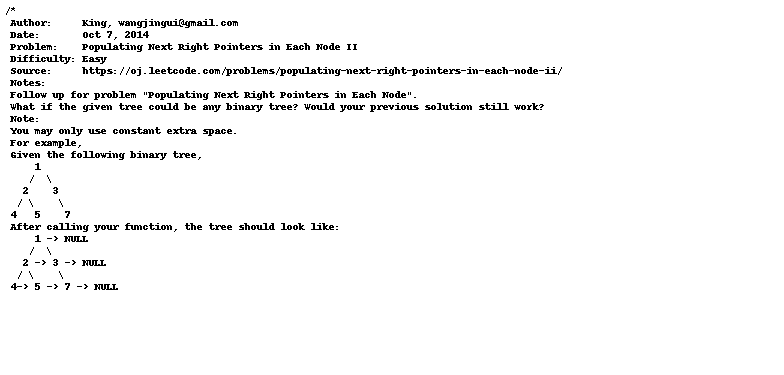 /*
 Author:     King, wangjingui@gmail.com
 Date:       Oct 7, 2014
 Problem:    Populating Next Right Pointers in Each Node II
 Difficulty: Easy
 Source:     https://oj.leetcode.com/problems/populating-next-right-pointers-in-each-node-ii/
 Notes:
 Follow up for problem "Populating Next Right Pointers in Each Node".
 What if the given tree could be any binary tree? Would your previous solution still work?
 Note:
 You may only use constant extra space.
 For example,
 Given the following binary tree,
     1
    /  \
   2    3
  / \    \
 4   5    7
 After calling your function, the tree should look like:
     1 -> NULL
    /  \
   2 -> 3 -> NULL
  / \    \
 4-> 5 -> 7 -> NULL